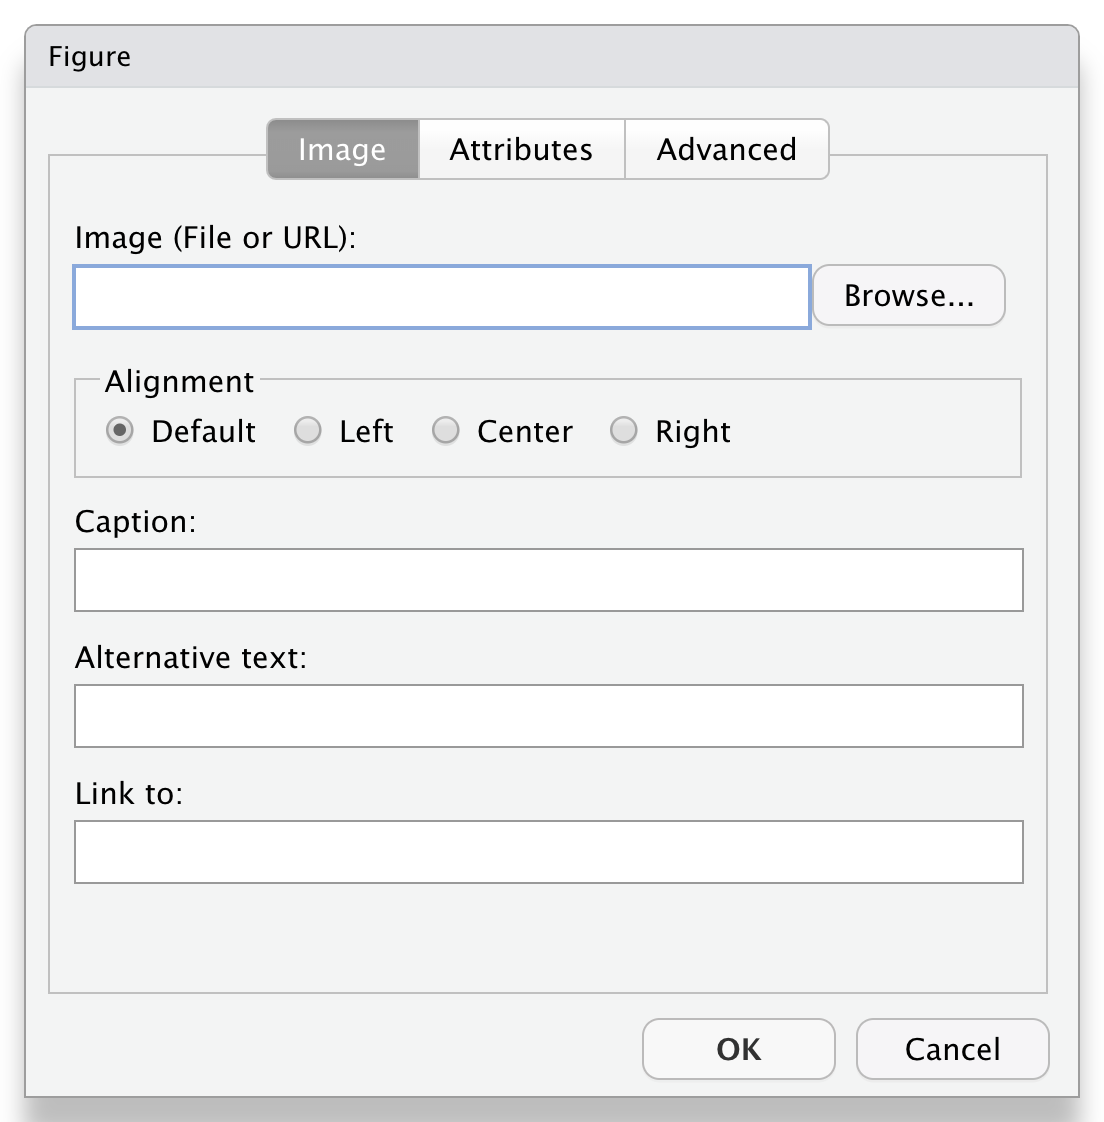 Figure
Image Attributes Advanced
Image (File or URL):
Browse...
Alignment
Default Left Center Right
Caption:
Alternative text:
Link to:
OK Cancel